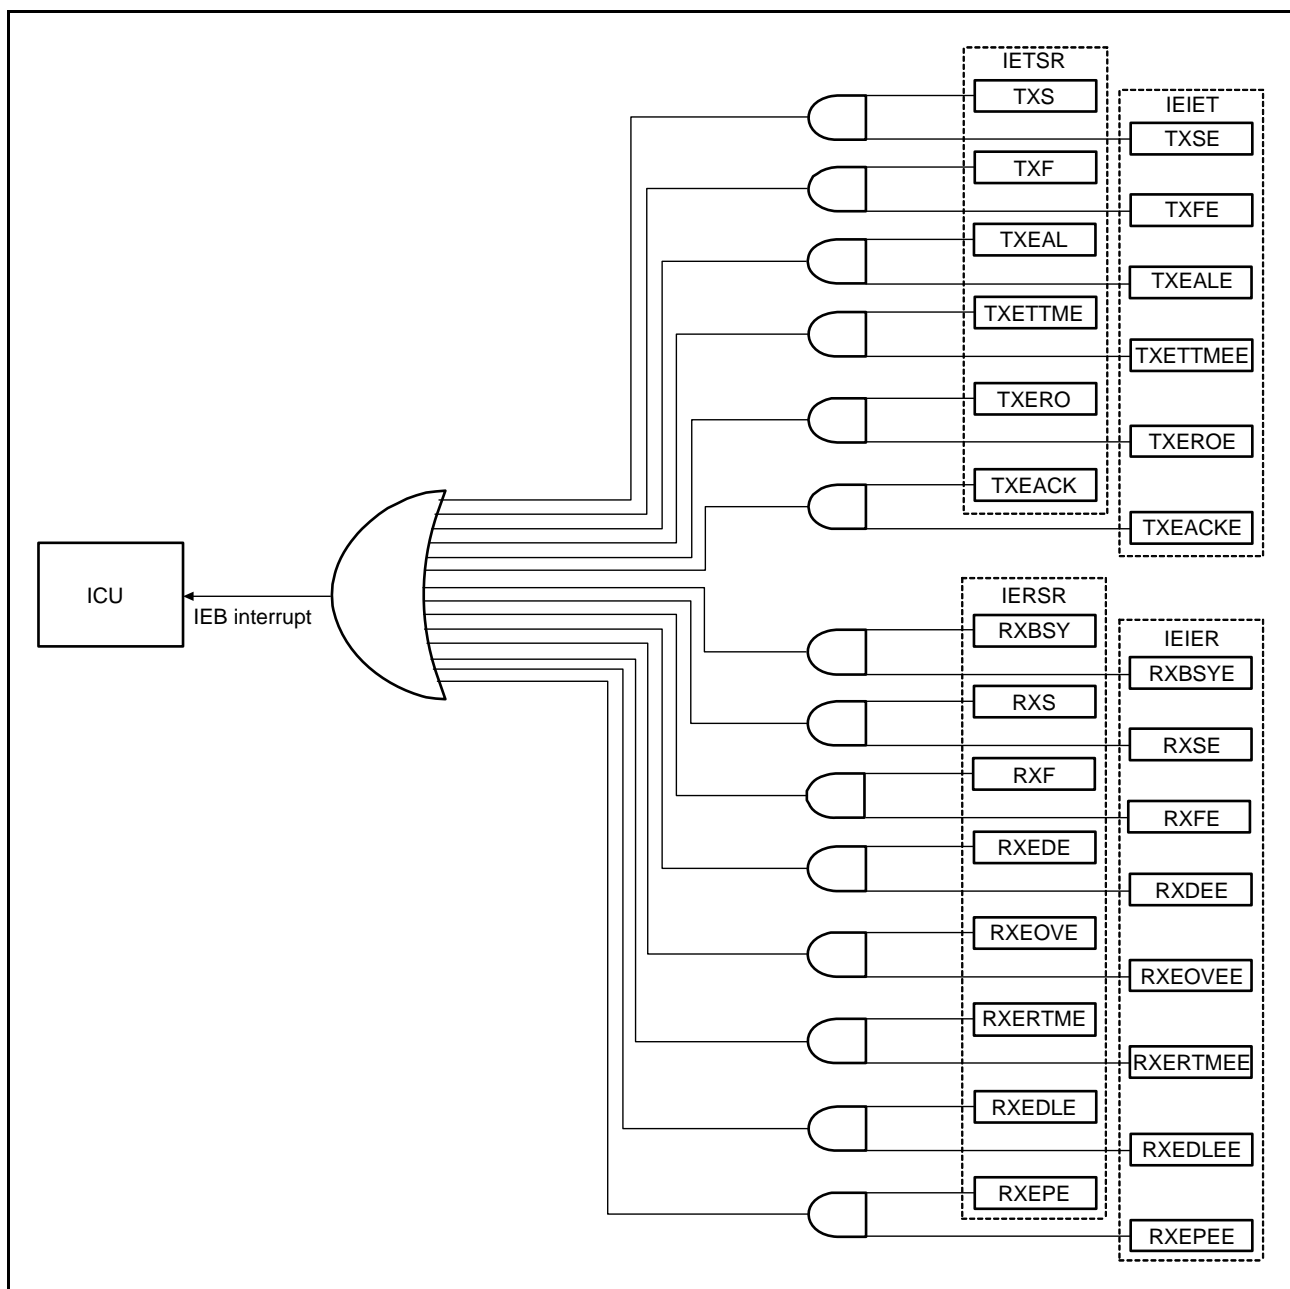 IETSR
TXS
IEIET
TXSE
TXF
TXFE
TXEAL
TXEALE
TXETTME
TXETTMEE
TXERO
TXEROE
TXEACK
TXEACKE
ICU
IEB interrupt
IERSR
RXBSY
IEIER
RXBSYE
RXS
RXSE
RXF
RXFE
RXEDE
RXDEE
RXEOVE
RXEOVEE
RXERTME
RXERTMEE
RXEDLE
RXEDLEE
RXEPE
RXEPEE